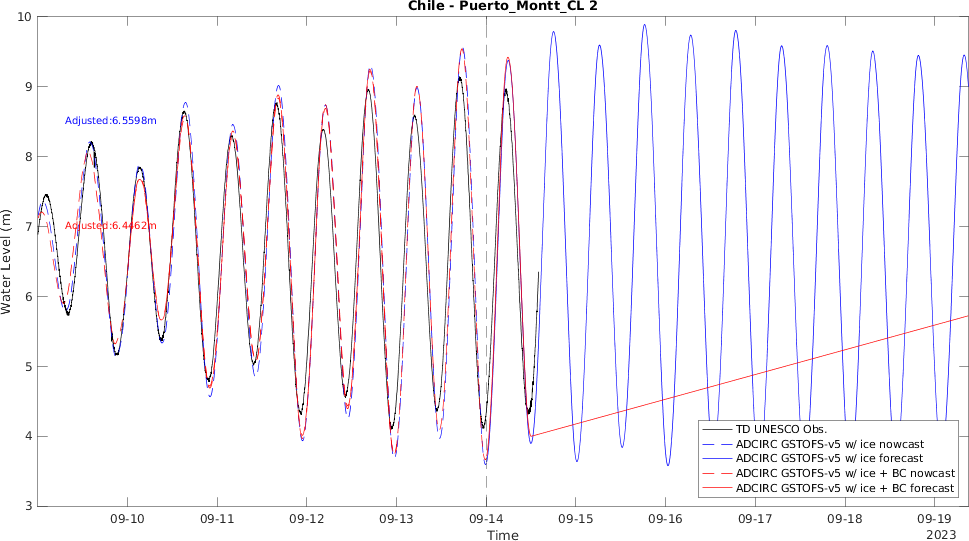 Chile - Puerto_Montt_CL 2
10
9
8
7
6
5
4
3
Water Level (m)
Adjusted:6.5598m
Adjusted:6.4462m
TD UNESCO Obs.
ADCIRC GSTOFS-v5 w/ ice nowcast
ADCIRC GSTOFS-v5 w/ ice forecast
ADCIRC GSTOFS-v5 w/ ice + BC nowcast
ADCIRC GSTOFS-v5 w/ ice + BC forecast
09-10 09-11 09-12 09-13 09-14 09-15 09-16 09-17 09-18 09-19
Time
2023